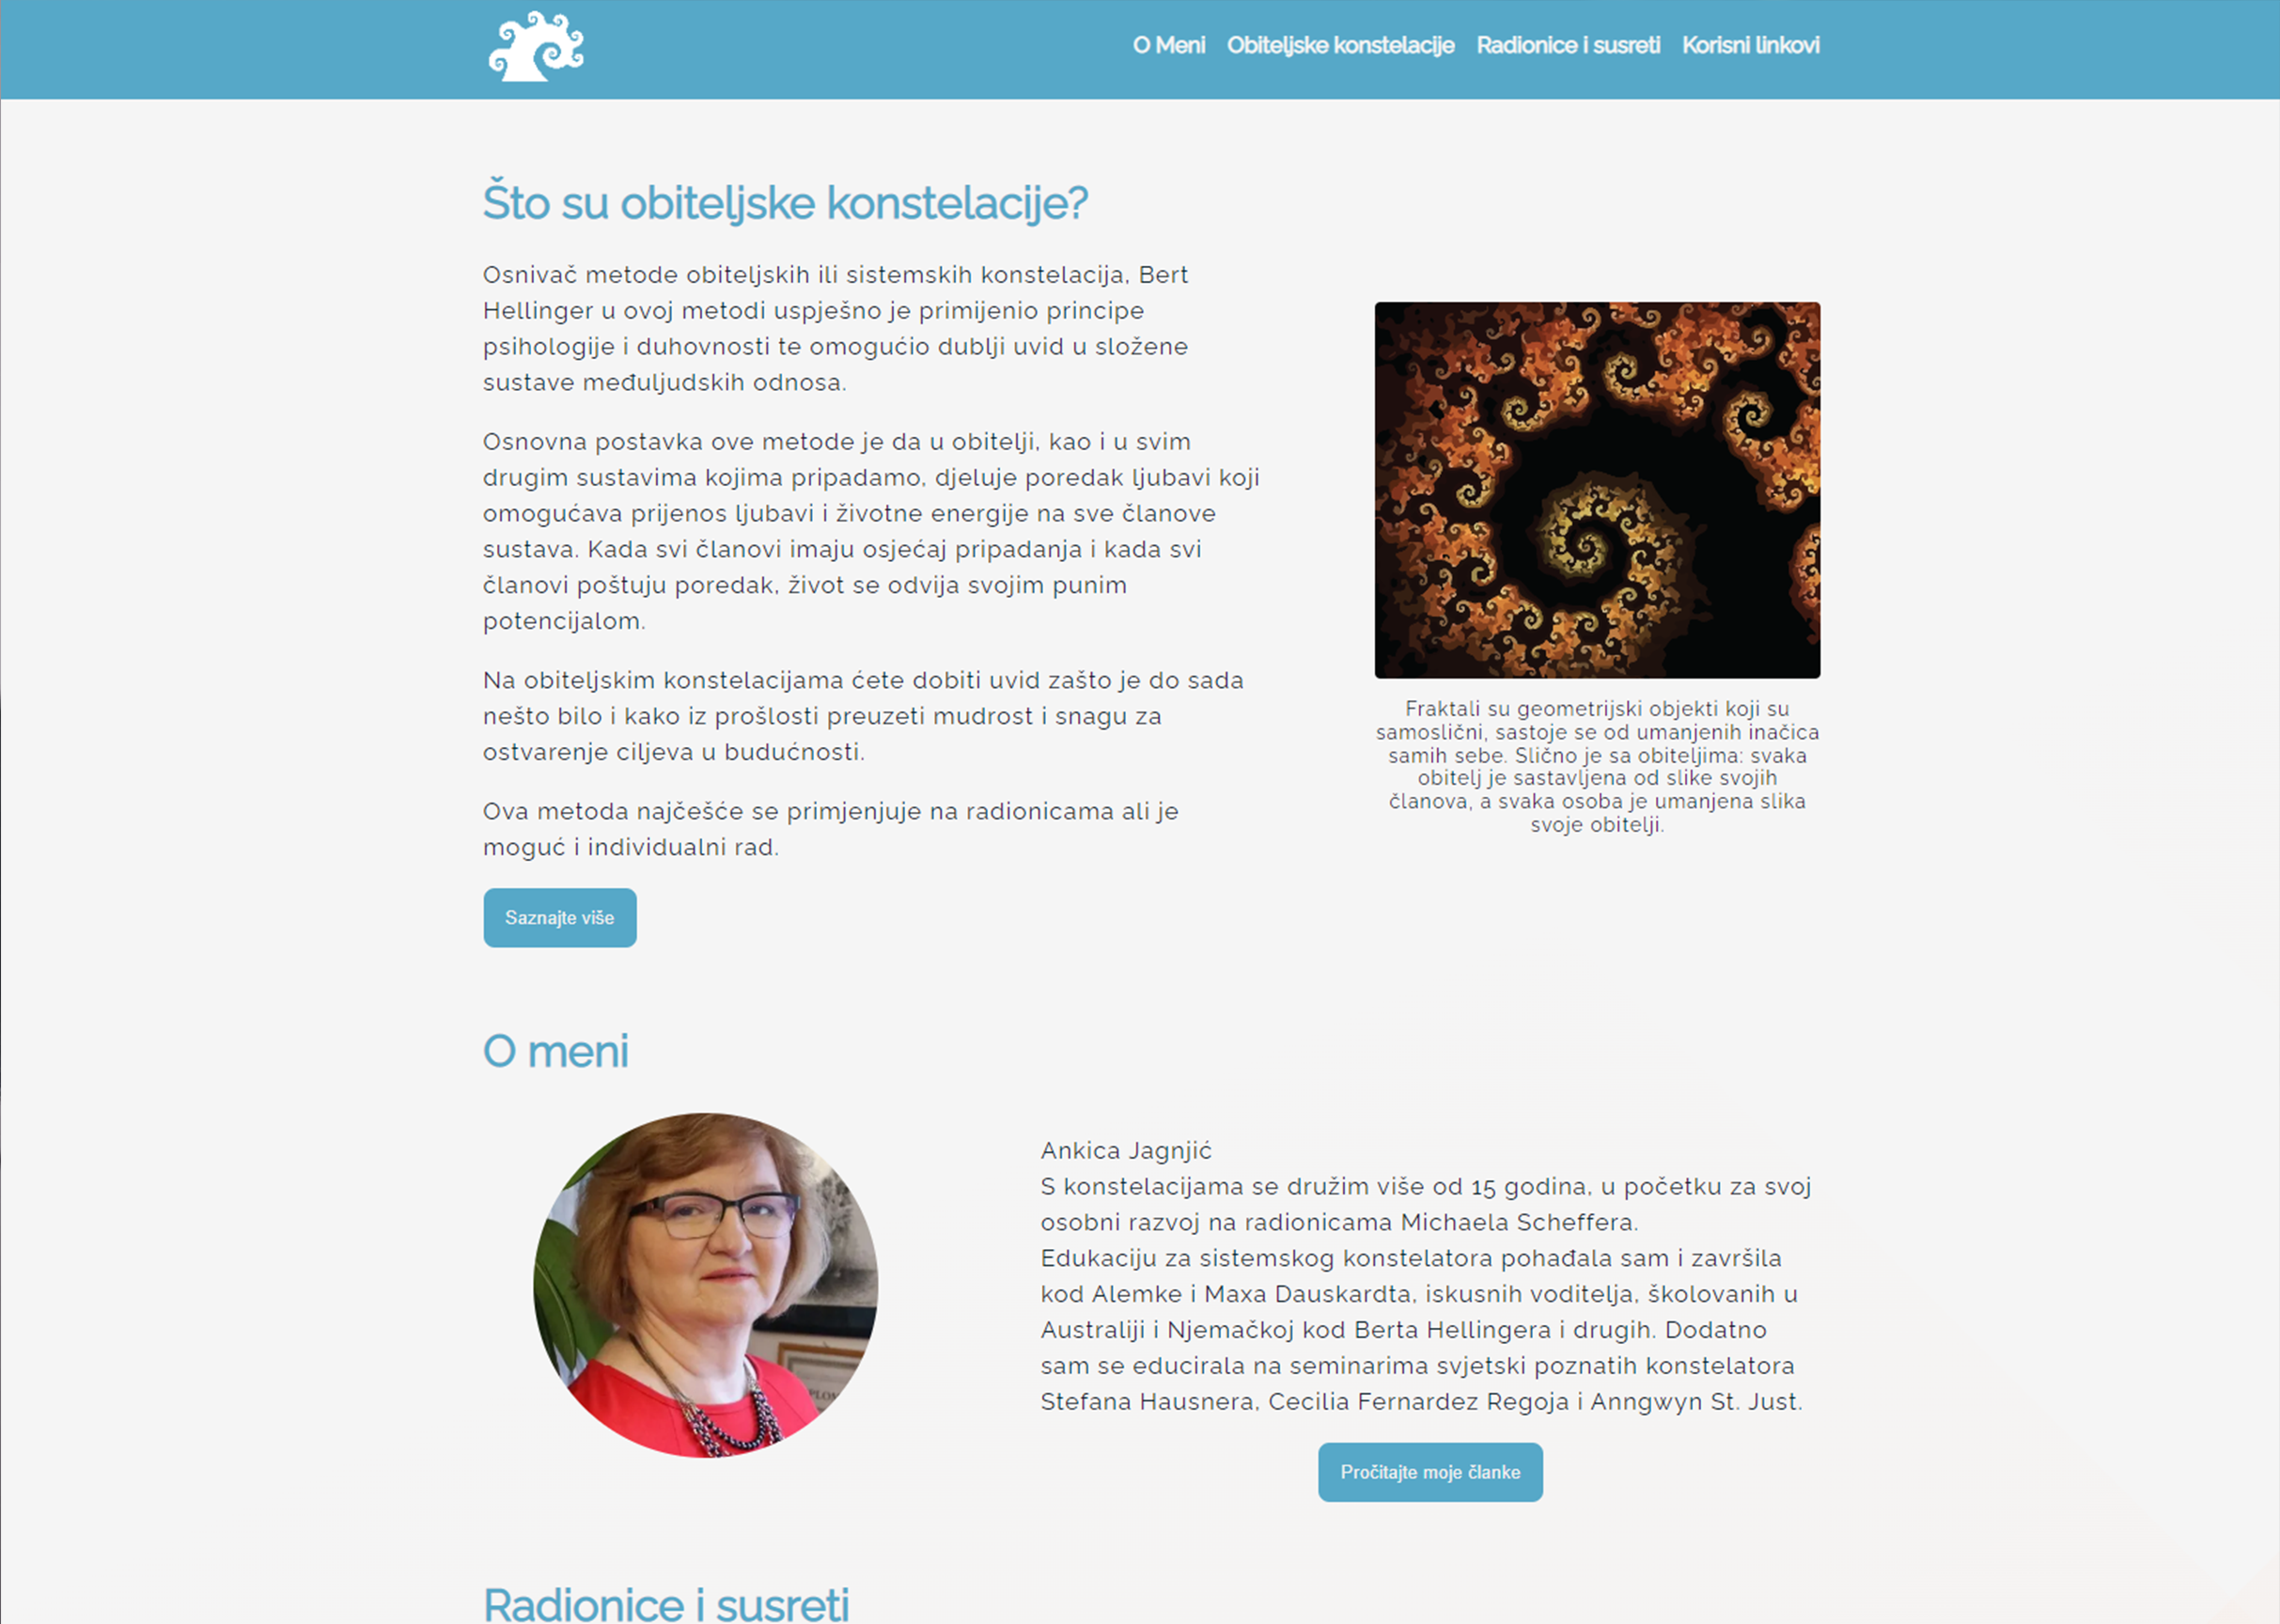 O Meni Obiteljske konstelacije Radionice i susreti Korisni linkovi
Što su obiteljske konstelacije?
Osnivač metode obiteljskih ili sistemskih konstelacija, Bert
Hellinger u ovoj metodi uspješno je primijenio principe
psihologije i duhovnosti te omogućio dublji uvid u složene
sustave međuljudskih odnosa.
Osnovna postavka ove metode je da u obitelji, kao i u svim
drugim sustavima kojima pripadamo, djeluje poredak ljubavi koji
omogućava prijenos ljubavi i životne energije na sve članove
sustava. Kada svi članovi imaju osjećaj pripadanja i kada svi
članovi poštuju poredak, život se odvija svojim punim
potencijalom.
Na obiteljskim konstelacijama ćete dobiti uvid zašto je do sada
nešto bilo i kako iz prošlosti preuzeti mudrost i snagu za
ostvarenje ciljeva u budućnosti.
Ova metoda najčešće se primjenjuje na radionicama ali je
moguć i individualni rad.
Saznajte više
Fraktali su geometrijski objekti koji su
samoslični, sastoje se od umanjenih inačica
samih sebe. Slično je sa obiteljima: svaka
obitelj je sastavljena od slike svojih
članova, a svaka osoba je umanjena slika
svoje obitelji.
O meni
Ankica Jagnjić
S konstelacijama se družim više od 15 godina, u početku za svoj
osobni razvoj na radionicama Michaela Scheffera.
Edukaciju za sistemskog konstelatora pohađala sam i završila
kod Alemke i Maxa Dauskardta, iskusnih voditelja, školovanih u
Australiji i Njemačkoj kod Berta Hellingera i drugih. Dodatno
sam se educirala na seminarima svjetski poznatih konstelatora
Stefana Hausnera, Cecilia Fernardez Regoja i Anngwyn St. Just.
Pročitajte moje članke
Radionice i susreti